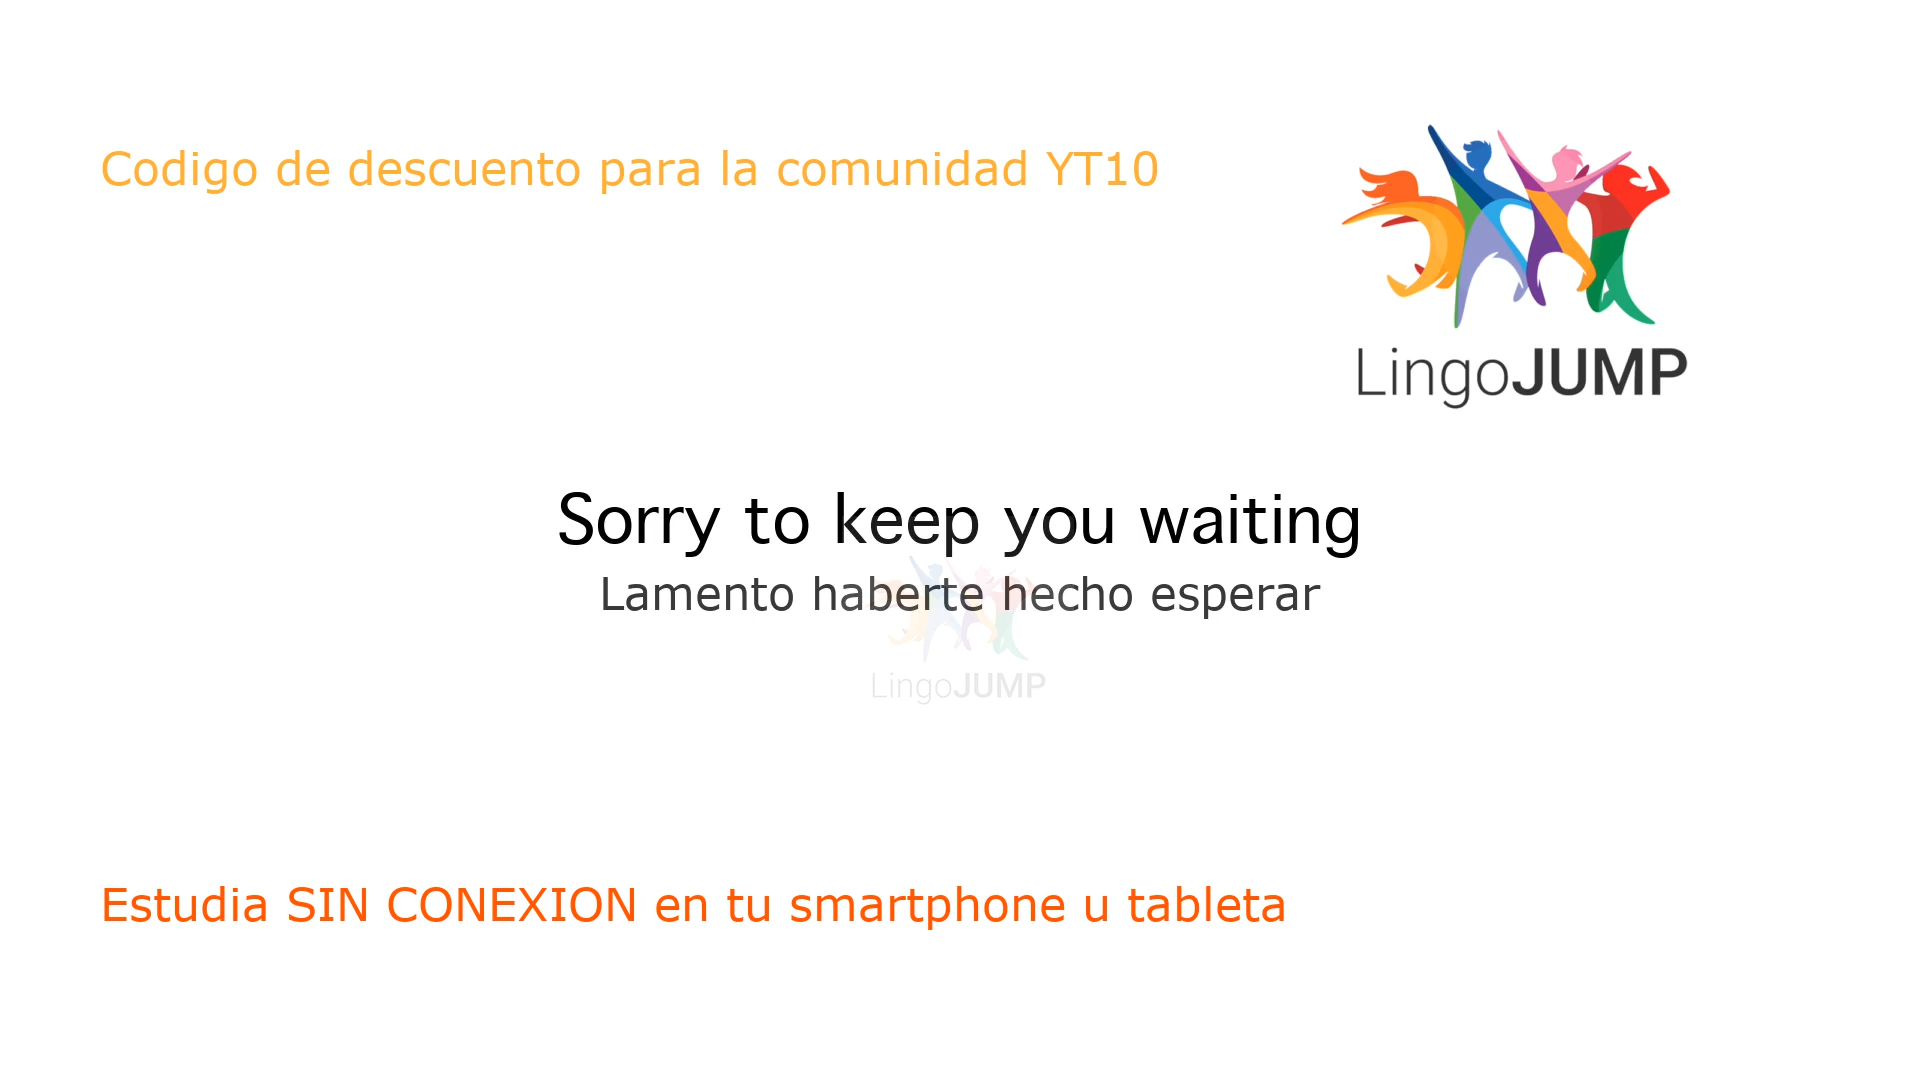 Codigo de descuento para la comunidad YT10
LingoJUMP
Sorry to keep you waiting
Lamento haberte hecho esperar
LingoJUMP
Estudia SIN CONEXION en tu smartphone u tableta